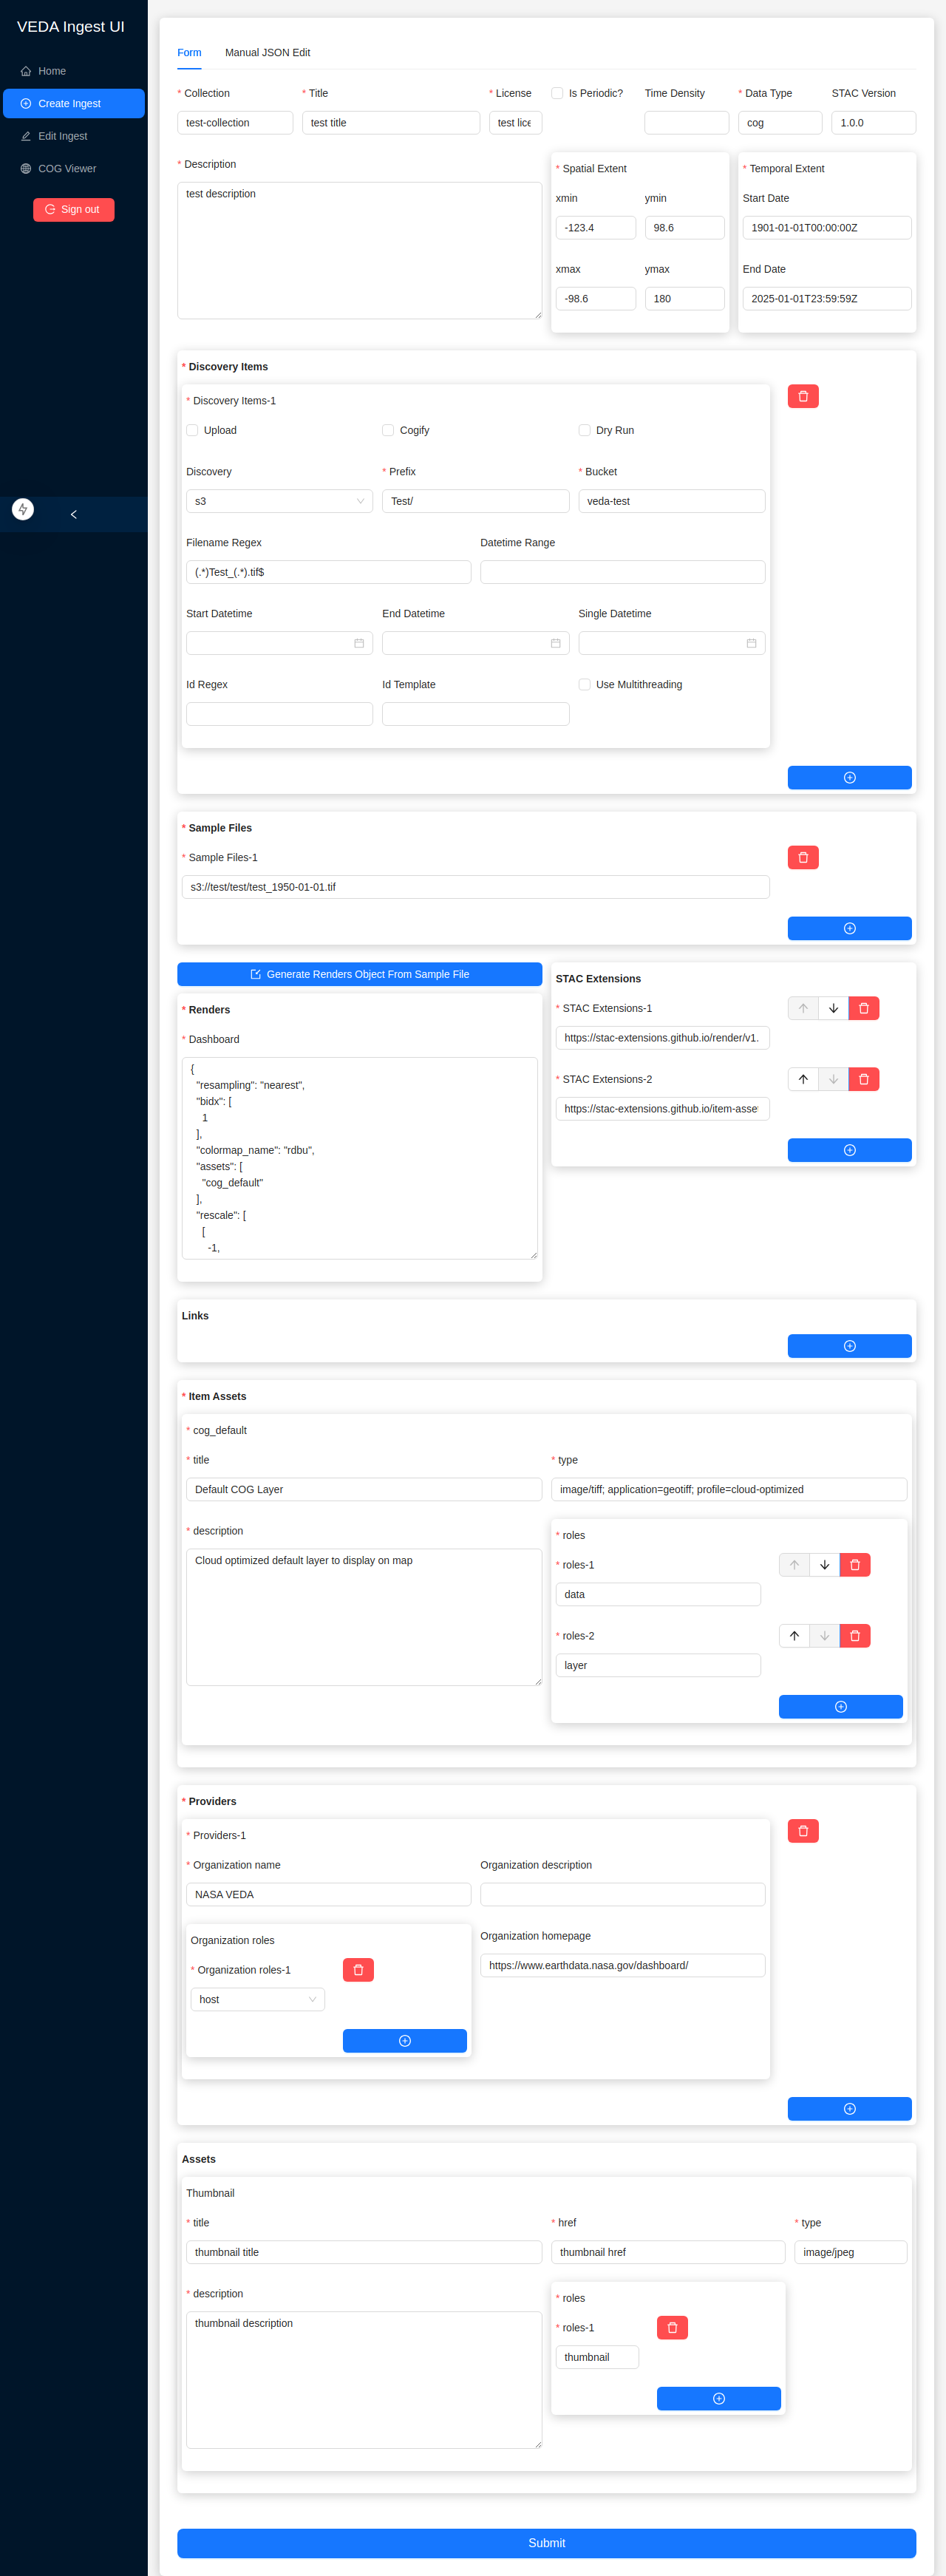 VEDA Ingest UI
Home
Create Ingest
Edit Ingest
COG Viewer
Sign out
Form
Manual JSON Edit
* Collection
* Title
* License
Is Periodic?
Time Density
* Data Type
STAC Version
test-collection
test title
test lice
cog
1.0.0
* Description
test description
* Spatial Extent
xmin
ymin
-123.4
98.6
xmax
ymax
-98.6
180
* Temporal Extent
Start Date
1901-01-01T00:00:00Z
End Date
2025-01-01T23:59:59Z
* Discovery Items
* Discovery Items-1
Upload
Cogify
Dry Run
Discovery
* Prefix
* Bucket
s3
Test/
veda-test
Filename Regex
Datetime Range
(.*)Test_(.*).tif$
Start Datetime
End Datetime
Single Datetime
Id Regex
Id Template
Use Multithreading
* Sample Files
* Sample Files-1
s3://test/test/test_1950-01-01.tif
Generate Renders Object From Sample File
* Renders
* Dashboard
{
"resampling": "nearest",
"bidx": [
1
],
"colormap_name": "rdbu",
"assets": [
"cog_default"
],
"rescale": [
[
-1,
STAC Extensions
* STAC Extensions-1
https://stac-extensions.github.io/render/v1.
* STAC Extensions-2
https://stac-extensions.github.io/item-asse
Links
* Item Assets
* cog_default
* title
* type
Default COG Layer
image/tiff; application=geotiff; profile=cloud-optimized
* description
Cloud optimized default layer to display on map
* roles
* roles-1
data
* roles-2
layer
* Providers
* Providers-1
* Organization name
Organization description
NASA VEDA
Organization roles
* Organization roles-1
host
Organization homepage
https://www.earthdata.nasa.gov/dashboard/
Assets
Thumbnail
* title
* href
* type
thumbnail title
thumbnail href
image/jpeg
* description
thumbnail description
* roles
* roles-1
thumbnail
Submit